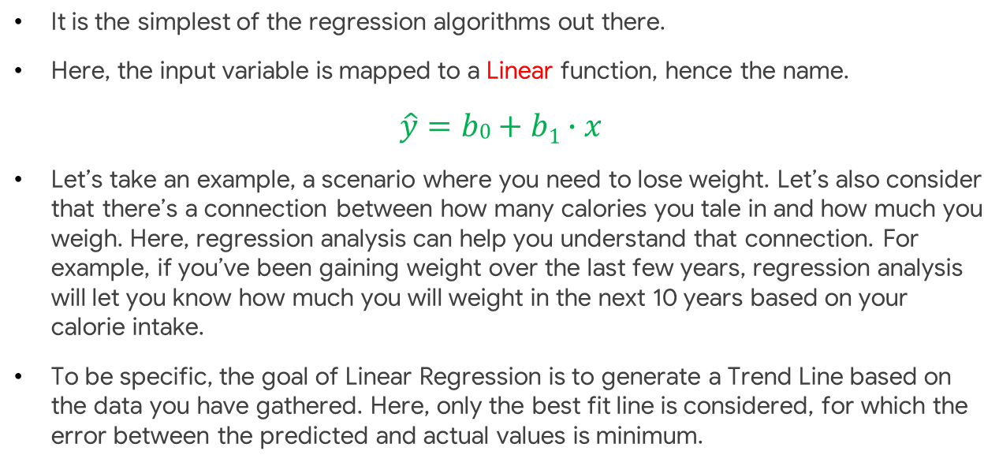 • It is the simplest of the regression algorithms out there.
• Here, the input variable is mapped to a Linear function, hence the name.
ŷ = b₀ + b₁ · x
• Let's take an example, a scenario where you need to lose weight. Let's also consider
that there's a connection between how many calories you tale in and how much you
weigh. Here, regression analysis can help you understand that connection. For
example, if you've been gaining weight over the last few years, regression analysis
will let you know how much you will weight in the next 10 years based on your
calorie intake.
• To be specific, the goal of Linear Regression is to generate a Trend Line based on
the data you have gathered. Here, only the best fit line is considered, for which the
error between the predicted and actual values is minimum.